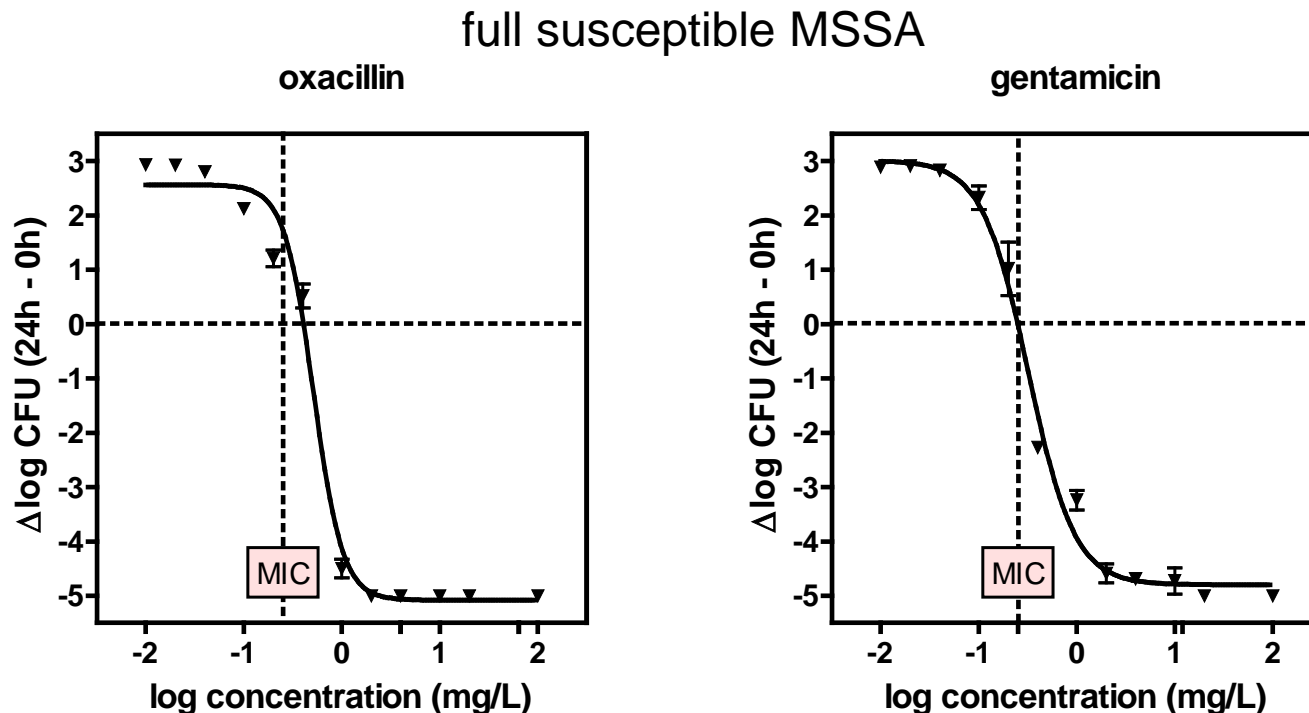 full susceptible MSSA
oxacillin
Δlog CFU (24h - 0h)
3
2
1
0
-1
-2
-3
-4
-5
MIC
-2 -1 0 1 2
log concentration (mg/L)
gentamicin
Δlog CFU (24h - 0h)
3
2
1
0
-1
-2
-3
-4
-5
MIC
-2 -1 0 1 2
log concentration (mg/L)